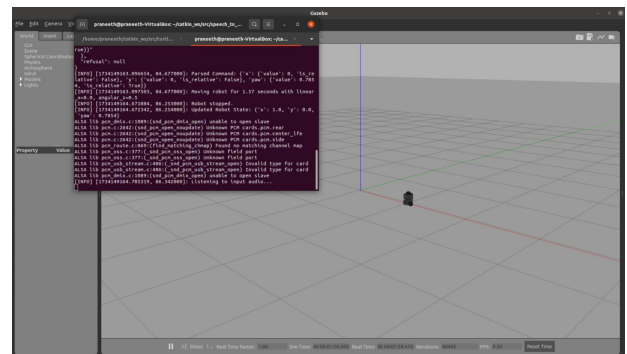 Gazebo
File Edit Camera
praneeth@praneeth-VirtualBox: ~/catkin_ws/src/speech_to_...
World Insert
/home/praneeth/catkin_ws/src/turtl...
praneeth@praneeth-VirtualBox: ~/ca...
GUI
Scene
Spherical Coordinates
Physics
Atmosphere
Wind
Models
Lights
Property Value
rue}}"
},
"refusal": null
}
[INFO] [1734149163.096654, 84.677000]: Parsed Command: {'x': {'value': 0, 'is_re
lative': False}, 'y': {'value': 0, 'is_relative': False}, 'yaw': {'value': 0.785
4, 'is_relative': True}}
[INFO] [1734149163.097503, 84.677000]: Moving robot for 1.57 seconds with linear
_x=0.0, angular_z=0.5
[INFO] [1734149164.671084, 86.253000]: Robot stopped.
[INFO] [1734149164.672342, 86.254000]: Updated Robot State: {'x': 1.0, 'y': 0.0,
'yaw': 0.7854}
ALSA lib pcm_dmix.c:1089:(snd_pcm_dmix_open) unable to open slave
ALSA lib pcm.c:2642:(snd_pcm_open_noupdate) Unknown PCM cards.pcm.rear
ALSA lib pcm.c:2642:(snd_pcm_open_noupdate) Unknown PCM cards.pcm.center_lfe
ALSA lib pcm.c:2642:(snd_pcm_open_noupdate) Unknown PCM cards.pcm.side
ALSA lib pcm_route.c:869:(find_matching_chmap) Found no matching channel map
ALSA lib pcm_oss.c:377:(_snd_pcm_oss_open) Unknown field port
ALSA lib pcm_oss.c:377:(_snd_pcm_oss_open) Unknown field port
ALSA lib pcm_usb_stream.c:486:(_snd_pcm_usb_stream_open) Invalid type for card
ALSA lib pcm_usb_stream.c:486:(_snd_pcm_usb_stream_open) Invalid type for card
ALSA lib pcm_dmix.c:1089:(snd_pcm_dmix_open) unable to open slave
[INFO] [1734149164.785319, 86.342000]: Listening to input audio...
Steps: 1 Real Time Factor: Sim Time: Real Time: Iterations: FPS: Reset Time